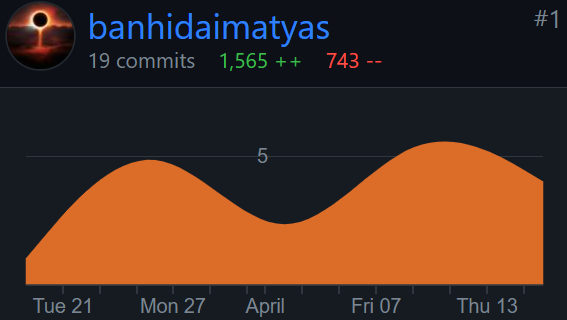 banhidaimatyas
#1
19 commits 1,565 ++ 743 --
5
Tue 21 Mon 27 April Fri 07 Thu 13